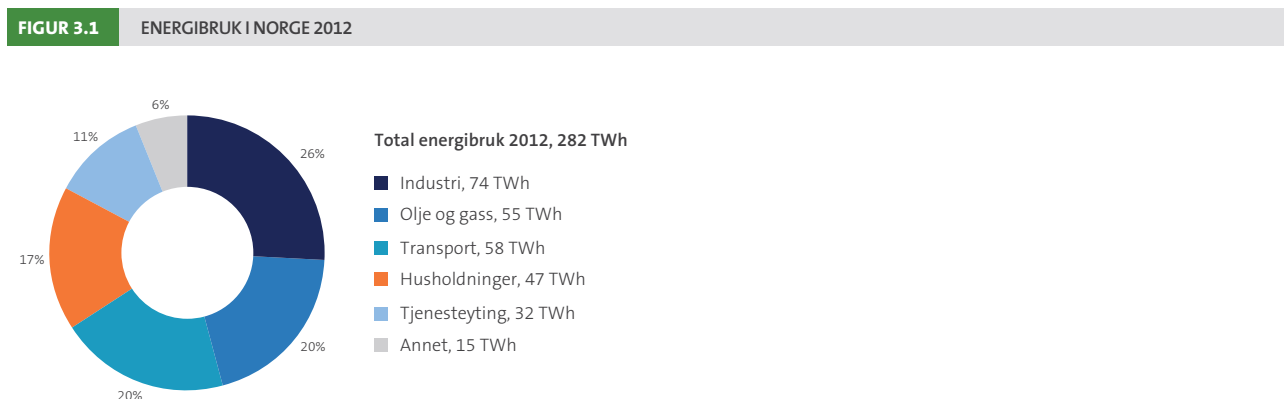 FIGUR 3.1 ENERGIBRUK I NORGE 2012
6%
11%
26%
17%
20%
20%
Total energibruk 2012, 282 TWh
Industri, 74 TWh
Olje og gass, 55 TWh
Transport, 58 TWh
Husholdninger, 47 TWh
Tjenesteyting, 32 TWh
Annet, 15 TWh